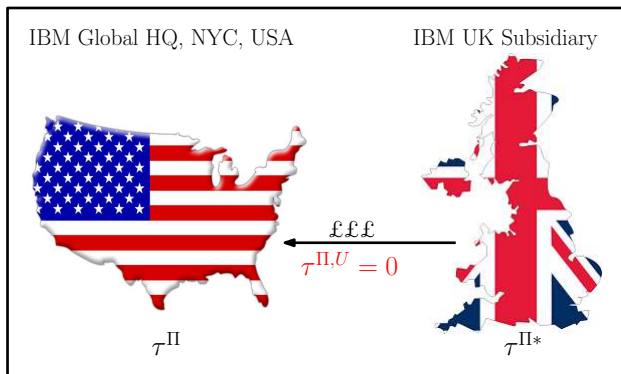 IBM Global HQ, NYC, USA
IBM UK Subsidiary
£££
τ^{Π,U} = 0
τ^Π
τ^{Π*}